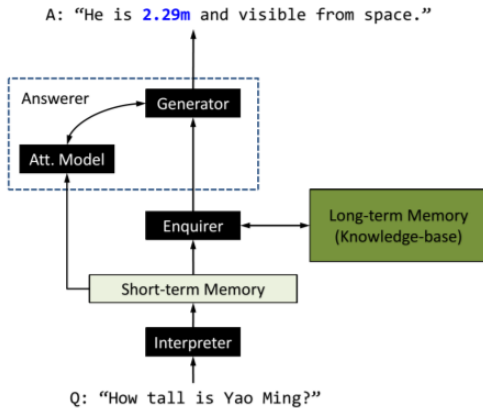 A: “He is 2.29m and visible from space.”
Answerer
Generator
Att. Model
Enquirer
Long-term Memory
(Knowledge-base)
Short-term Memory
Interpreter
Q: “How tall is Yao Ming?”